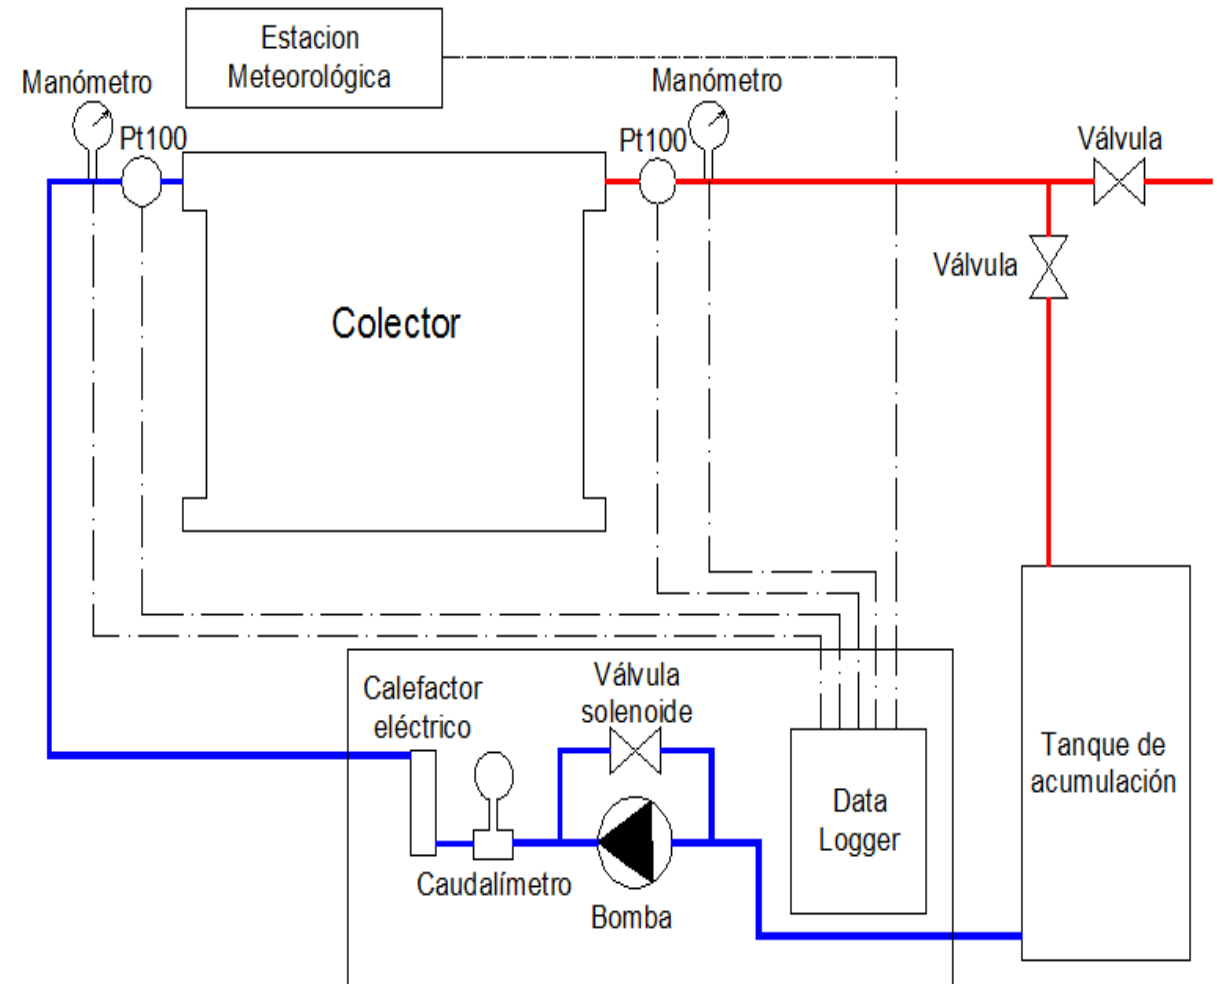 Estacion
Meteorológica
Manómetro
Pt100
Manómetro
Pt100
Válvula
Válvula
Colector
Calefactor
eléctrico
Válvula
solenoide
Caudalímetro
Bomba
Data
Logger
Tanque de
acumulación